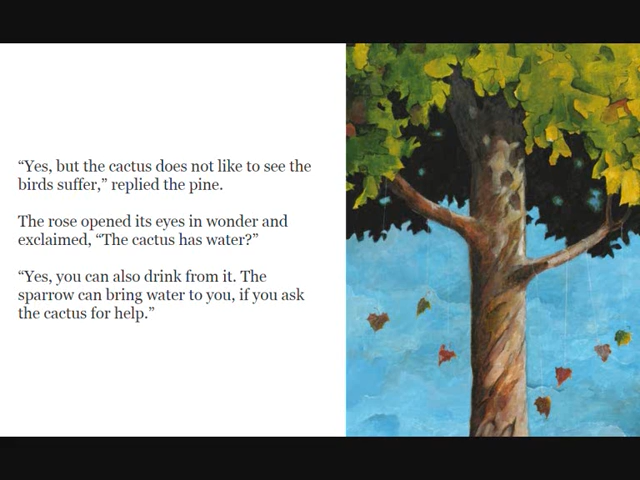 “Yes, but the cactus does not like to see the
birds suffer,” replied the pine.
The rose opened its eyes in wonder and
exclaimed, “The cactus has water?”
“Yes, you can also drink from it. The
sparrow can bring water to you, if you ask
the cactus for help.”